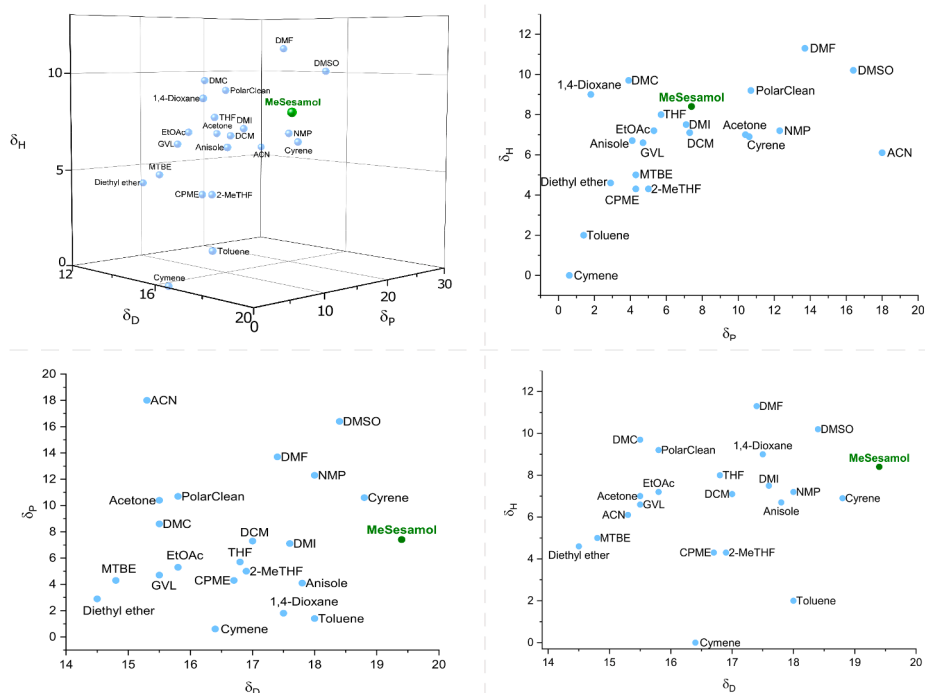 10
5
0
δH
12
16
20
δD
0
10
20
30
δP
DMF
DMSO
DMC
PolarClean
1,4-Dioxane
MeSesamol
THF
DMI
EtOAc
Acetone
DCM
NMP
GVL
Anisole
ACN
Cyrene
MTBE
Diethyl ether
CPME
2-MeTHF
Toluene
Cymene
12
10
8
6
4
2
0
δH
DMF
DMSO
DMC
1,4-Dioxane
PolarClean
MeSesamol
THF
EtOAc
DMI
Acetone
NMP
Anisole
GVL
DCM
ACN
Diethyl ether
MTBE
CPME
2-MeTHF
Toluene
Cymene
0 2 4 6 8 10 12 14 16 18 20
δP
20
18
16
14
12
10
8
6
4
2
0
δP
ACN
DMSO
DMF
NMP
Acetone
PolarClean
Cyrene
DMC
DCM
MeSesamol
DMI
EtOAc
THF
MTBE
2-MeTHF
GVL
CPME
Anisole
Diethyl ether
1,4-Dioxane
Toluene
Cymene
14 15 16 17 18 19 20
δD
12
10
8
6
4
2
0
δH
DMF
DMSO
DMC
PolarClean
1,4-Dioxane
MeSesamol
THF
DMI
EtOAc
Acetone
DCM
NMP
GVL
Cyrene
Anisole
ACN
MTBE
Diethyl ether
CPME
2-MeTHF
Toluene
Cymene
14 15 16 17 18 19 20
δD